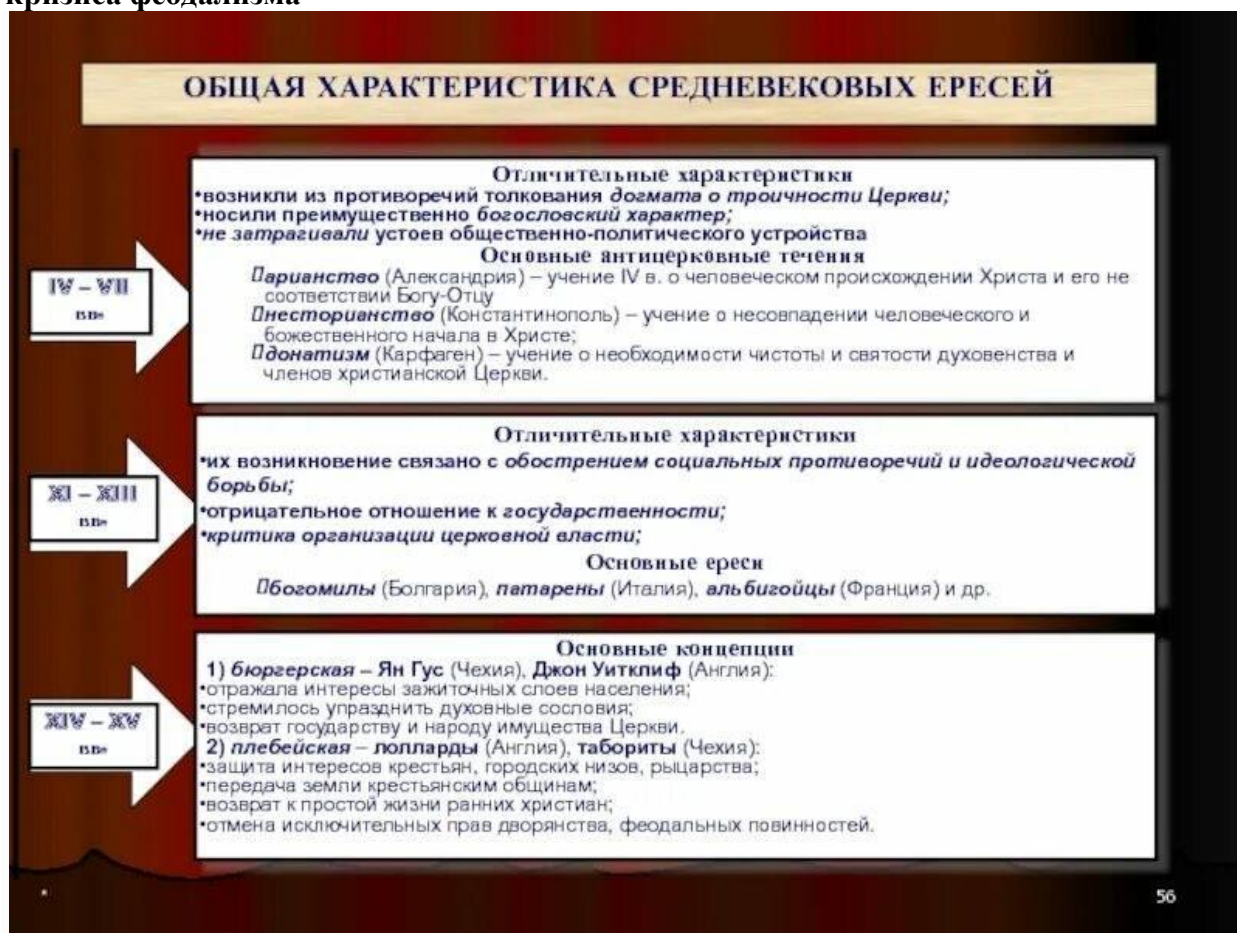 кризиса феодализма
ОБЩАЯ ХАРАКТЕРИСТИКА СРЕДНЕВЕКОВЫХ ЕРЕСЕЙ
Отличительные характеристики
•возникли из противоречий толкования догмата о троичности Церкви;
•носили преимущественно богословский характер;
•не затрагивали устоев общественно-политического устройства
Основные антицерковные течения
IV – VII
вв.
арианство (Александрия) – учение IV в. о человеческом происхождении Христа и его не
соответствии Богу-Отцу
несторианство (Константинополь) – учение о несовпадении человеческого и
божественного начала в Христе;
донатизм (Карфаген) – учение о необходимости чистоты и святости духовенства и
членов христианской Церкви.
Отличительные характеристики
•их возникновение связано с обострением социальных противоречий и идеологической
борьбы;
XI – XIII
вв.
•отрицательное отношение к государственности;
•критика организации церковной власти;
Основные ереси
богомилы (Болгария), патарены (Италия), альбигойцы (Франция) и др.
Основные концепции
1) бюргерская – Ян Гус (Чехия), Джон Уитклиф (Англия):
•отражала интересы зажиточных слоев населения;
•стремилось упразднить духовные сословия;
•возврат государству и народу имущества Церкви.
XIV – XV
вв.
2) плебейская – лолларды (Англия), табориты (Чехия):
•защита интересов крестьян, городских низов, рыцарства;
•передача земли крестьянским общинам;
•возврат к простой жизни ранних христиан;
•отмена исключительных прав дворянства, феодальных повинностей.
*
56